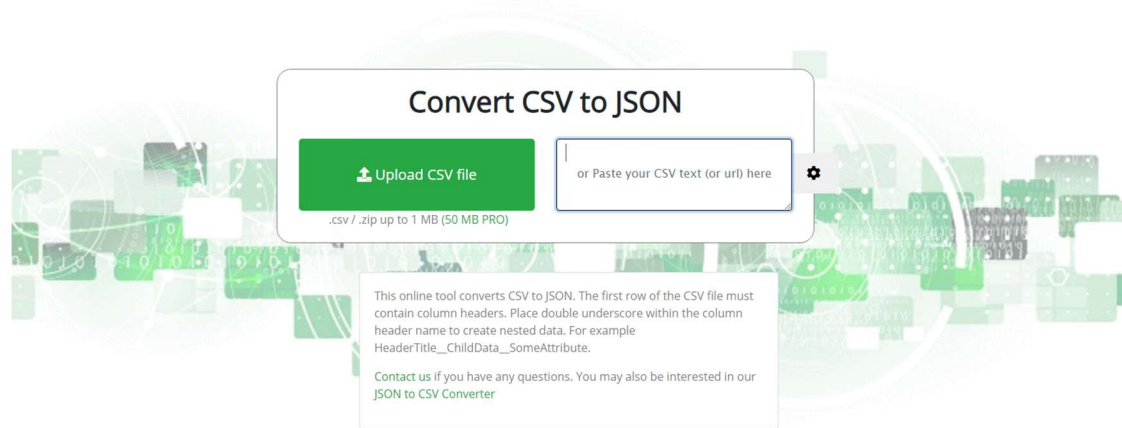 Convert CSV to JSON
Upload CSV file
or Paste your CSV text (or url) here
.csv / .zip up to 1 MB (50 MB PRO)
This online tool converts CSV to JSON. The first row of the CSV file must
contain column headers. Place double underscore within the column
header name to create nested data. For example
HeaderTitle__ChildData__SomeAttribute.
Contact us if you have any questions. You may also be interested in our
JSON to CSV Converter